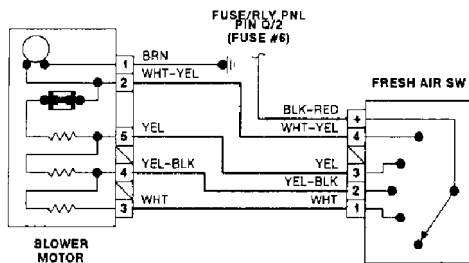 FUSE/RLY PNL
PIN Q/2
(FUSE #6)
FRESH AIR SW
1 BRN
2 WHT-YEL
BLK-RED +
WHT-YEL 4
5 YEL
YEL 3
4 YEL-BLK
YEL-BLK 2
3 WHT
WHT 1
BLOWER
MOTOR